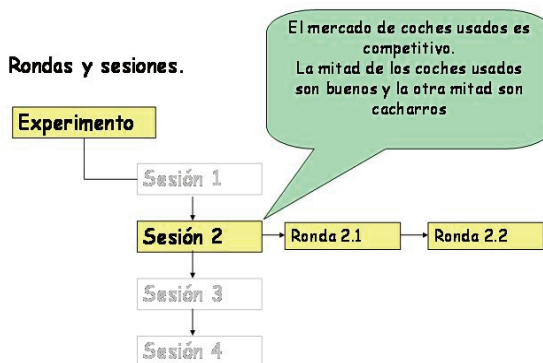 El mercado de coches usados es
competitivo.
La mitad de los coches usados
son buenos y la otra mitad son
cacharros
Rondas y sesiones.
Experimento
Sesión 1
Sesión 2
Ronda 2.1
Ronda 2.2
Sesión 3
Sesión 4